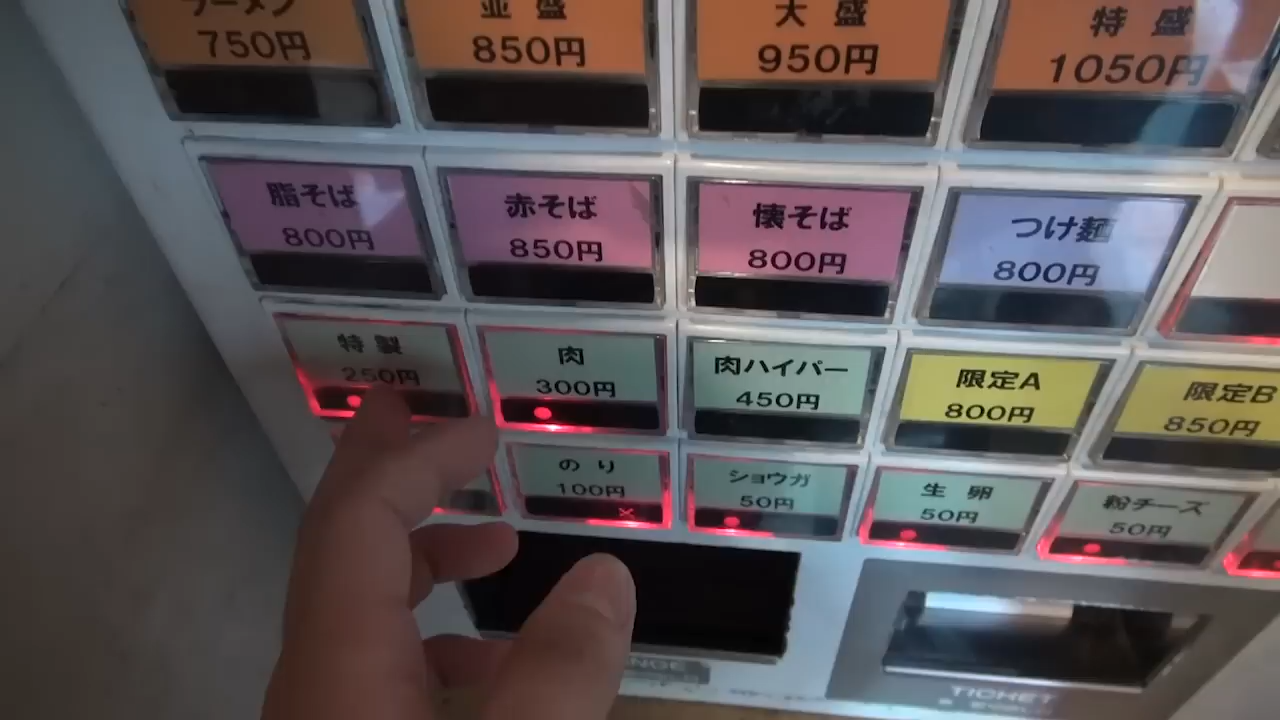 ラーメン
750円
並盛
850円
大盛
950円
特盛
1050円
脂そば
800円
赤そば
850円
懐そば
800円
つけ麺
800円
特製
250円
肉
300円
肉ハイパー
450円
限定A
800円
限定B
850円
のり
100円
×
ショウガ
50円
生卵
50円
粉チーズ
50円
NGE
TICKET